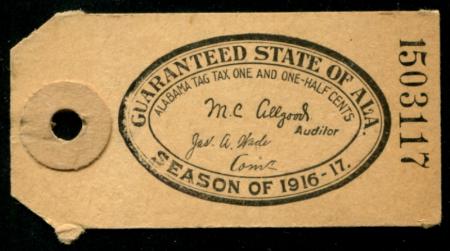 GUARANTEED STATE OF ALA.
ALABAMA TAG TAX, ONE AND ONE-HALF CENTS
M.C. Allgood
Auditor
Jas. A. Wade
Com'r.
SEASON OF 1916-17.
1503117